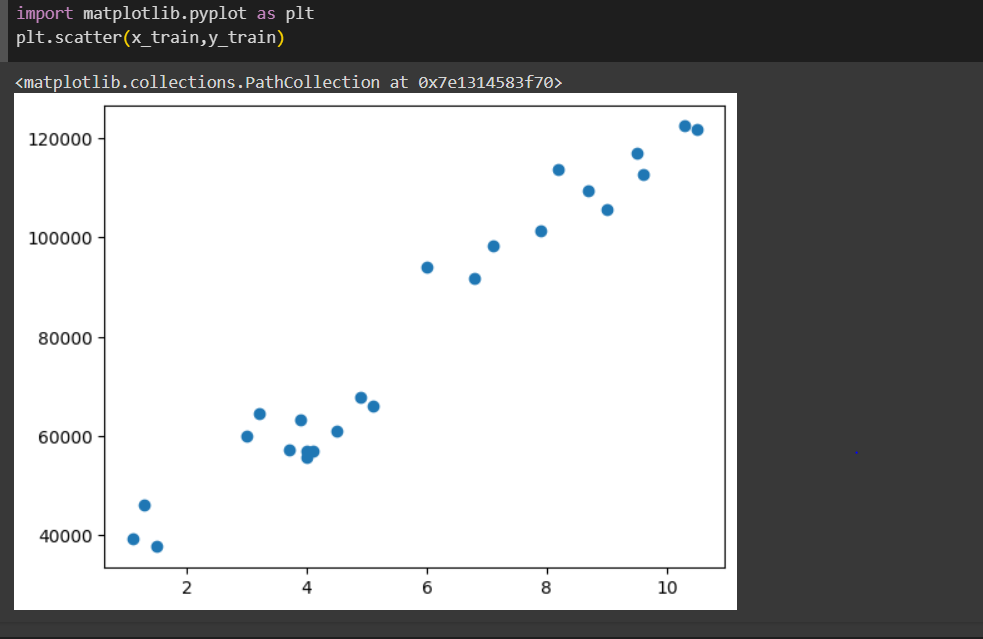 import matplotlib.pyplot as plt
plt.scatter(x_train,y_train)
<matplotlib.collections.PathCollection at 0x7e1314583f70>
120000
100000
80000
60000
40000
2 4 6 8 10